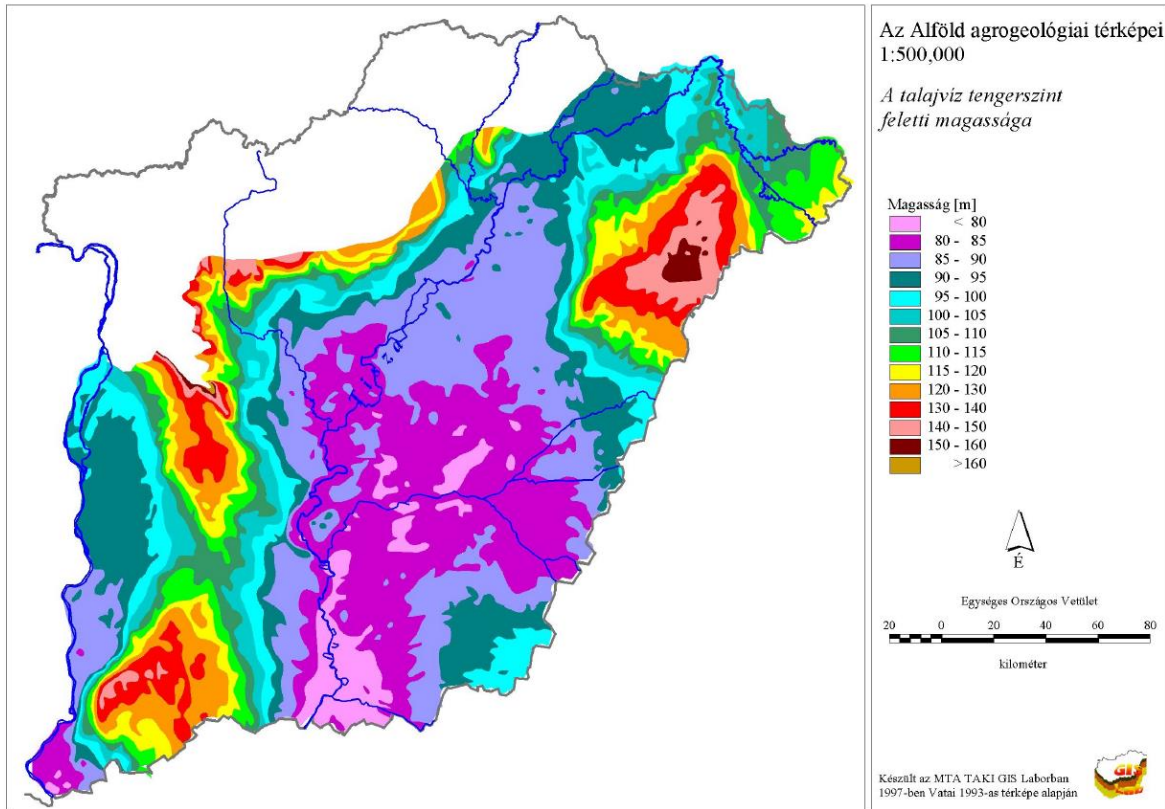 Az Alföld agrogeológiai térképei
1:500,000
A talajvíz tengerszint
feletti magassága
Magasság [m]
< 80
80 - 85
85 - 90
90 - 95
95 - 100
100 - 105
105 - 110
110 - 115
115 - 120
120 - 130
130 - 140
140 - 150
150 - 160
>160
É
Egységes Országos Vetület
20 0 20 40 60 80
kilométer
Készült az MTA TAKI GIS Laborban
1997-ben Vatai 1993-as térképe alapján
GIS
Tisza